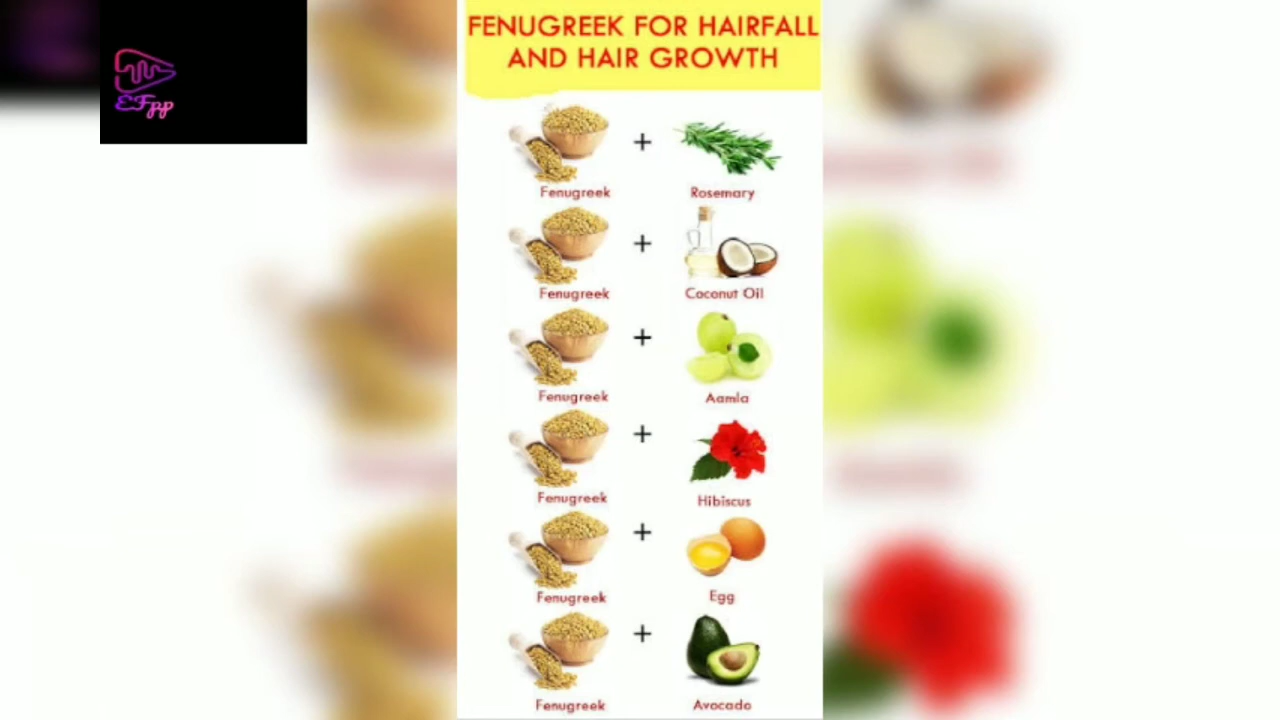 EFpp
FENUGREEK FOR HAIRFALL
AND HAIR GROWTH
+
Fenugreek Rosemary
+
Fenugreek Coconut Oil
+
Fenugreek Aamla
+
Fenugreek Hibiscus
+
Fenugreek Egg
+
Fenugreek Avocado